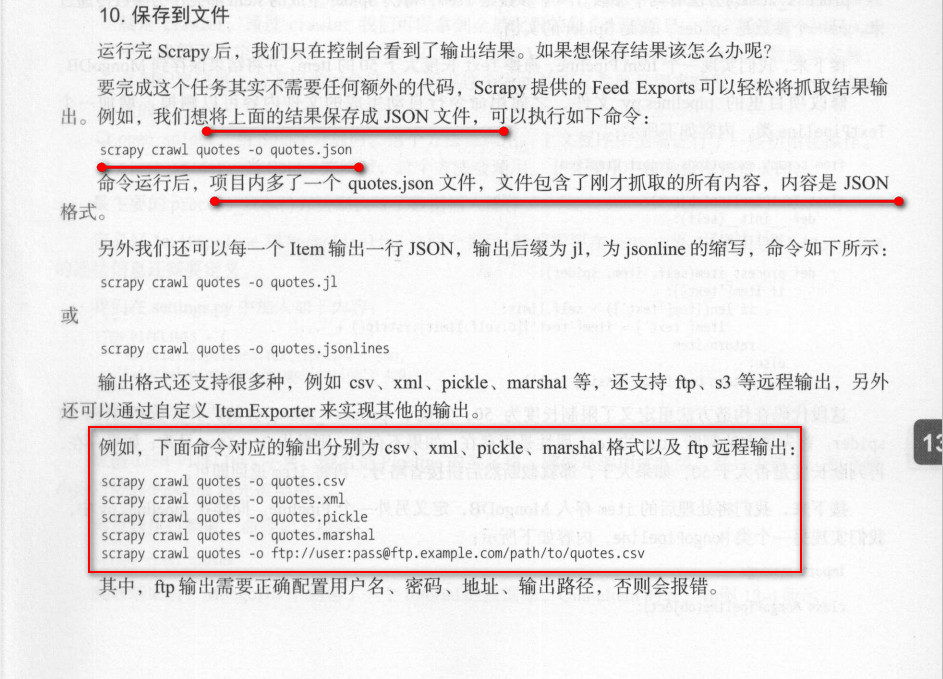 10. 保存到文件
运行完 Scrapy 后，我们只在控制台看到了输出结果。如果想保存结果该怎么办呢？
要完成这个任务其实不需要任何额外的代码，Scrapy 提供的 Feed Exports 可以轻松将抓取结果输
出。例如，我们想将上面的结果保存成 JSON 文件，可以执行如下命令：
scrapy crawl quotes -o quotes.json
命令运行后，项目内多了一个 quotes.json 文件，文件包含了刚才抓取的所有内容，内容是 JSON
格式。
另外我们还可以每一个 Item 输出一行 JSON，输出后缀为 jl，为 jsonline 的缩写，命令如下所示：
scrapy crawl quotes -o quotes.jl
或
scrapy crawl quotes -o quotes.jsonlines
输出格式还支持很多种，例如 csv、xml、pickle、marshal 等，还支持 ftp、s3 等远程输出，另外
还可以通过自定义 ItemExporter 来实现其他的输出。
例如，下面命令对应的输出分别为 csv、xml、pickle、marshal 格式以及 ftp 远程输出：
scrapy crawl quotes -o quotes.csv
scrapy crawl quotes -o quotes.xml
scrapy crawl quotes -o quotes.pickle
scrapy crawl quotes -o quotes.marshal
scrapy crawl quotes -o ftp://user:pass@ftp.example.com/path/to/quotes.csv
其中，ftp 输出需要正确配置用户名、密码、地址、输出路径，否则会报错。
13